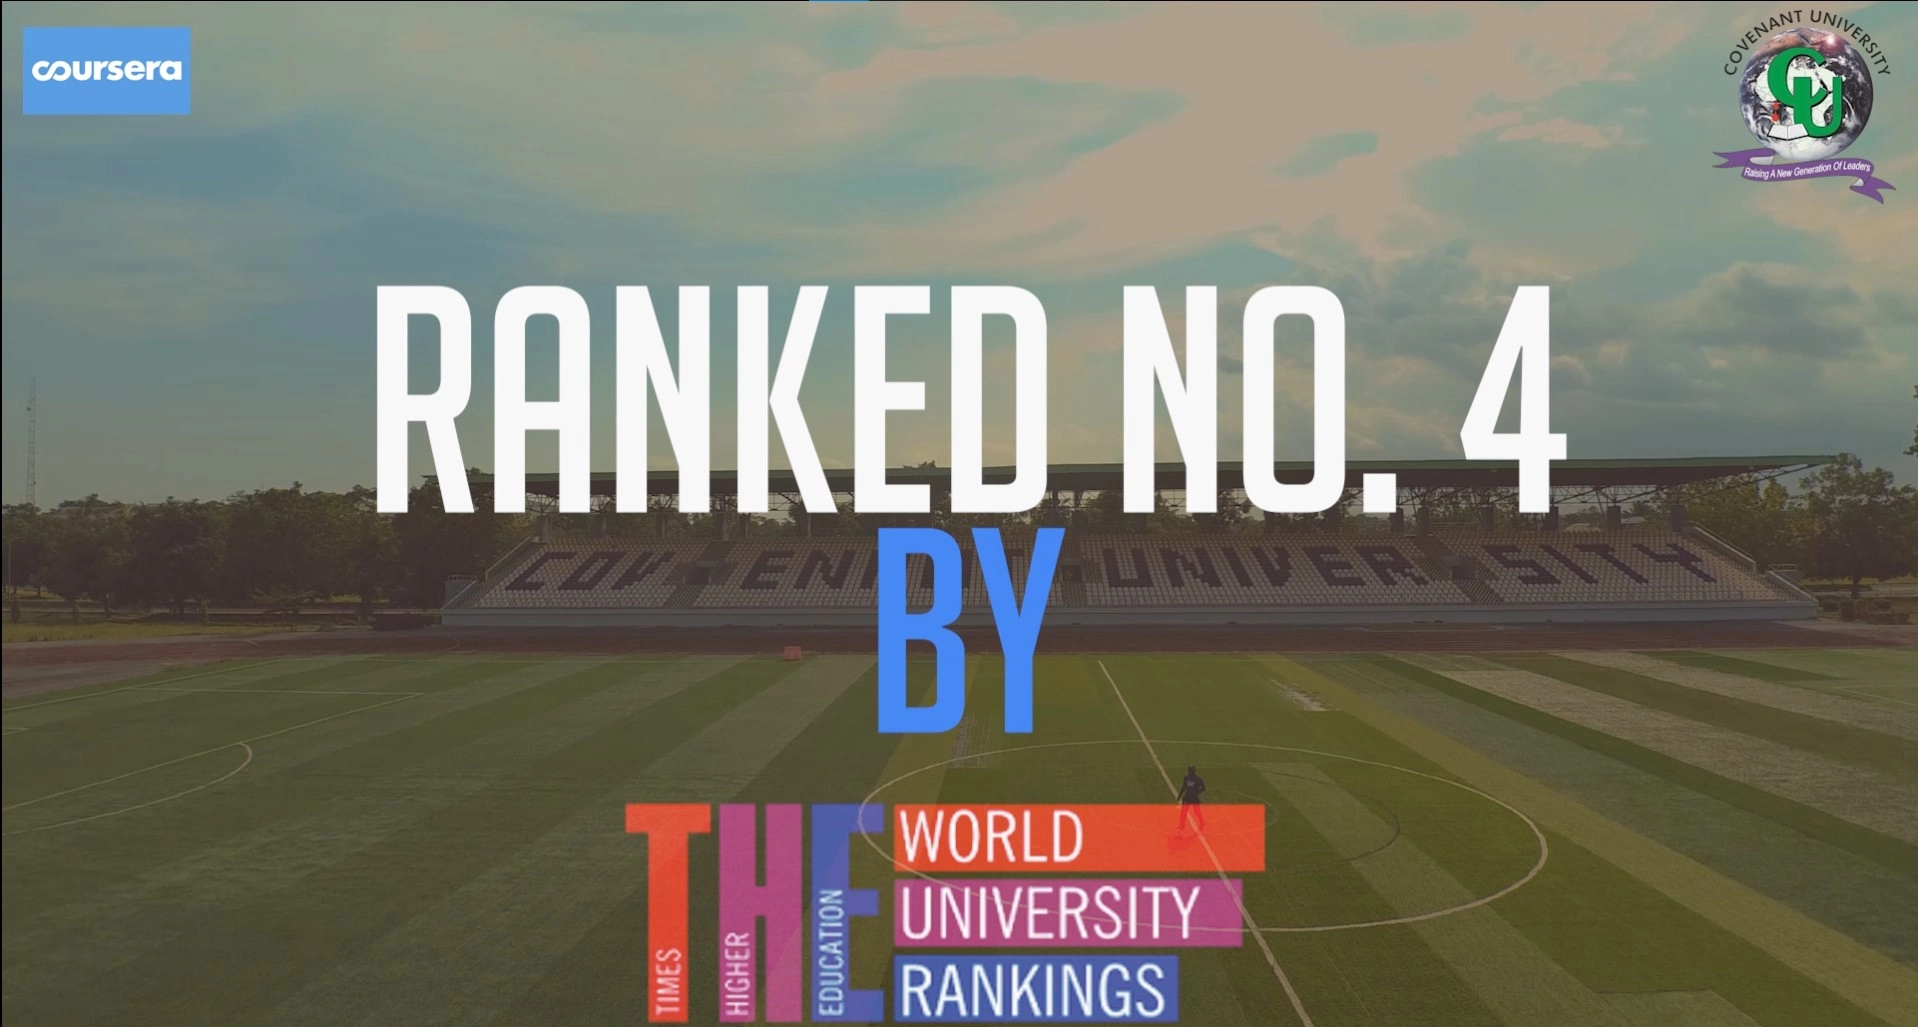 coursera
COVENANT UNIVERSITY
CU
Raising A New Generation Of Leaders
RANKED NO. 4
BY
UNIVERSITY
TIMES HIGHER EDUCATION
WORLD
UNIVERSITY
RANKINGS